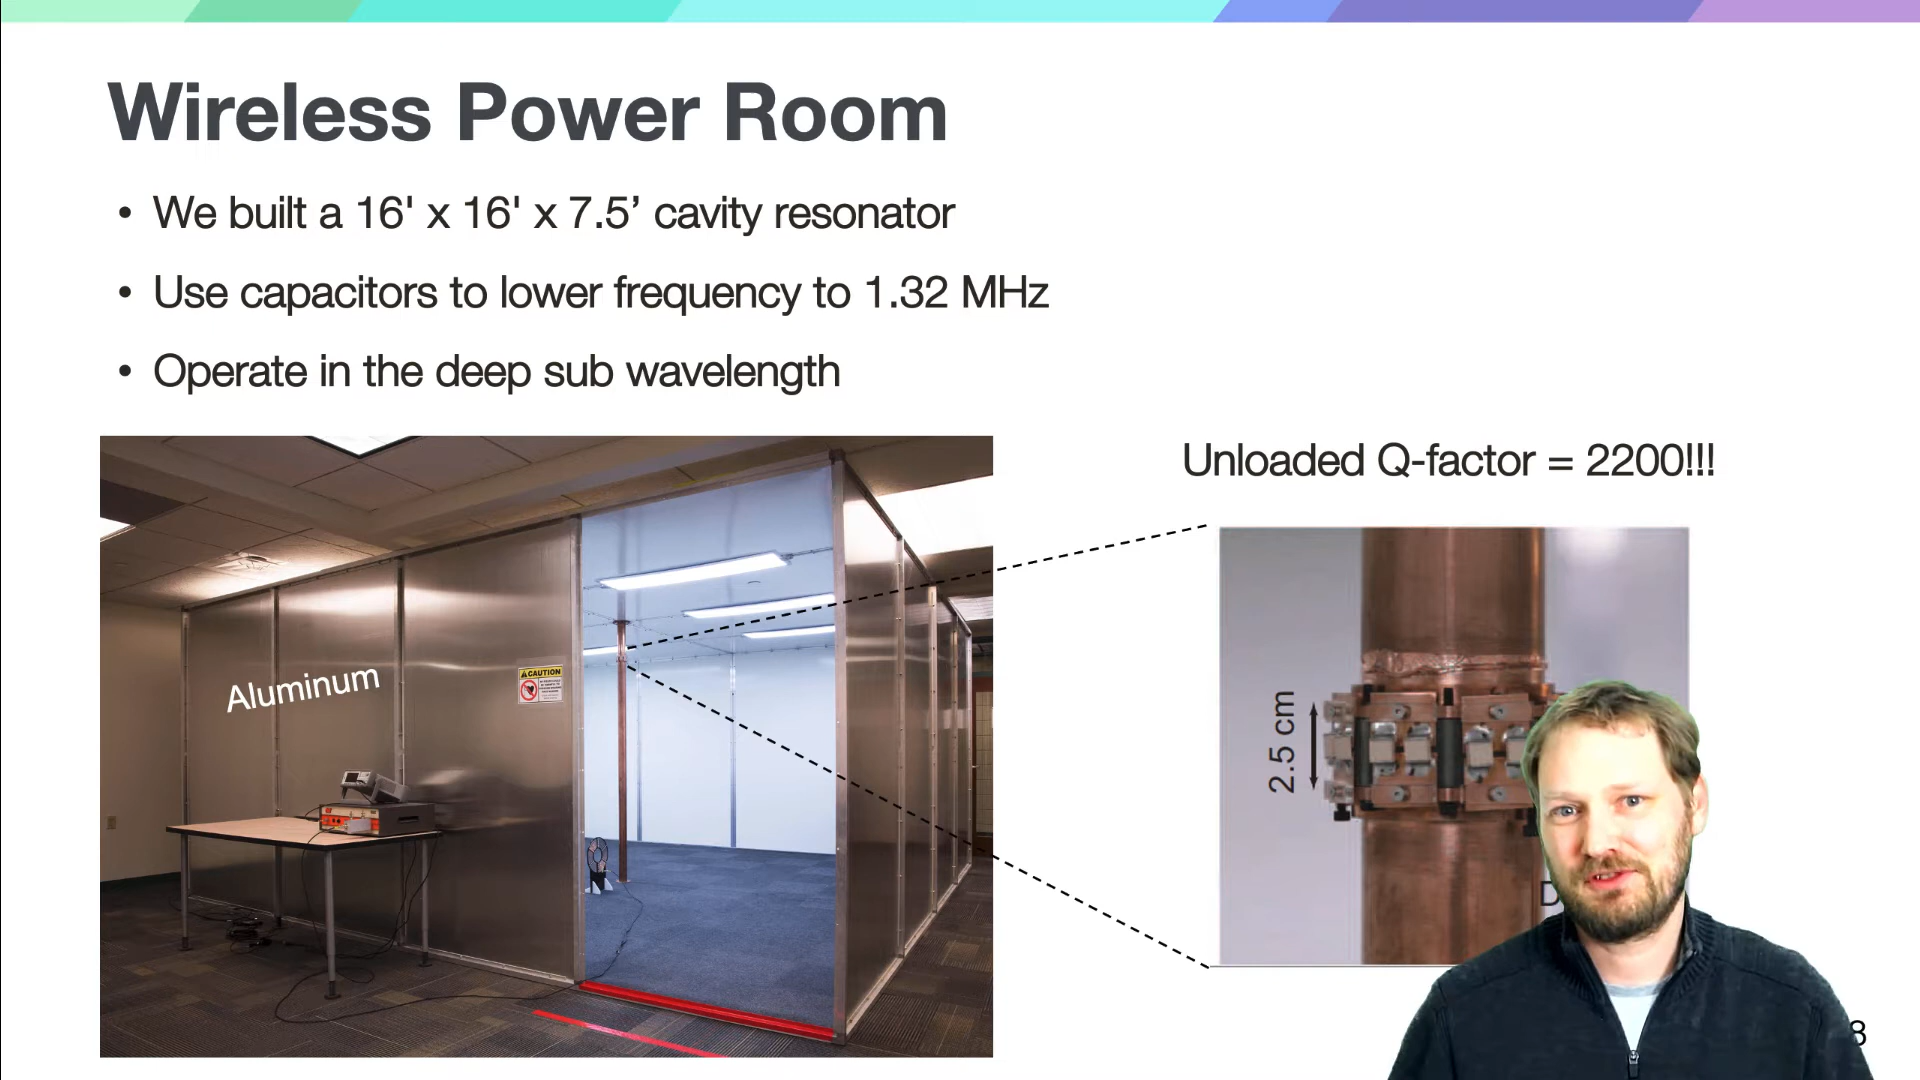 Wireless Power Room
• We built a 16' x 16' x 7.5’ cavity resonator
• Use capacitors to lower frequency to 1.32 MHz
• Operate in the deep sub wavelength
Unloaded Q-factor = 2200!!!
Aluminum
CAUTION
2.5 cm
D
8